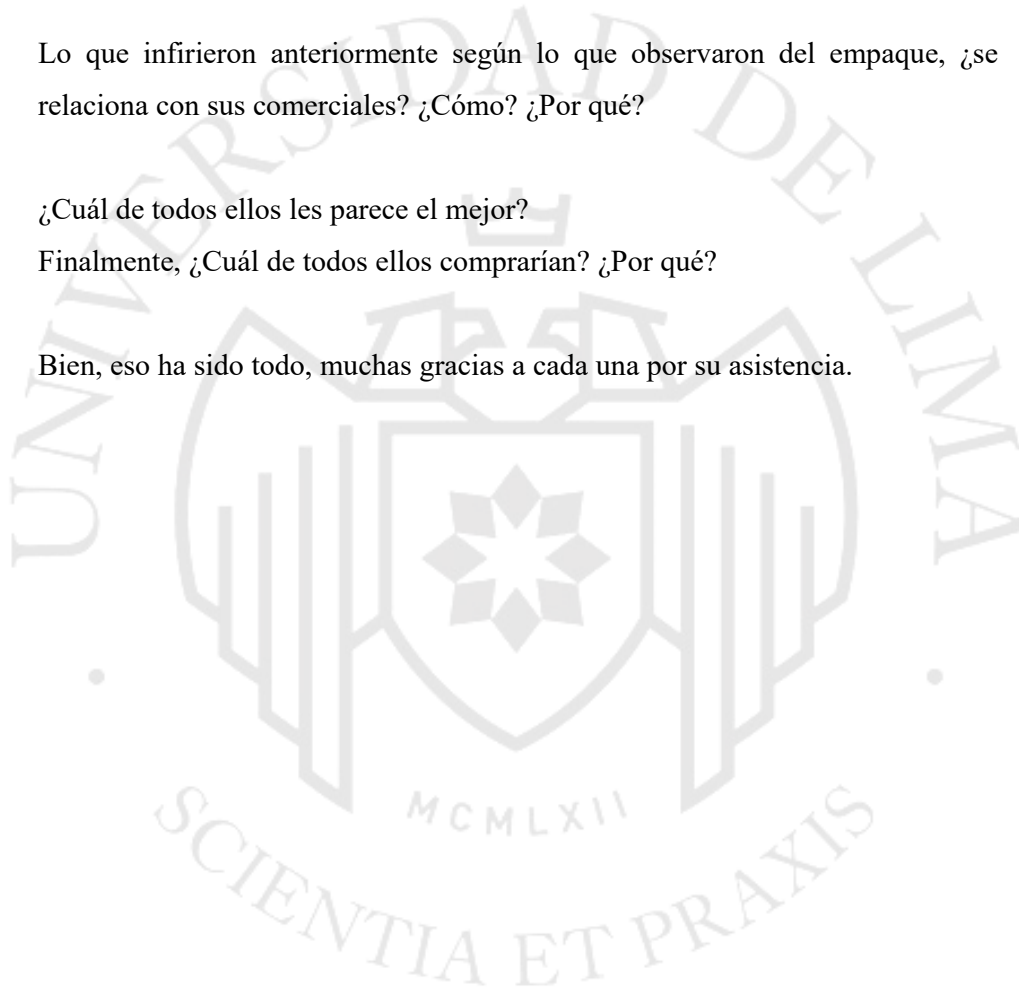 Lo que infirieron anteriormente según lo que observaron del empaque, ¿se
relaciona con sus comerciales? ¿Cómo? ¿Por qué?
¿Cuál de todos ellos les parece el mejor?
Finalmente, ¿Cuál de todos ellos comprarían? ¿Por qué?
Bien, eso ha sido todo, muchas gracias a cada una por su asistencia.
UNIVERSIDAD DE LIMA
MCMLXII
SCIENTIA ET PRAXIS